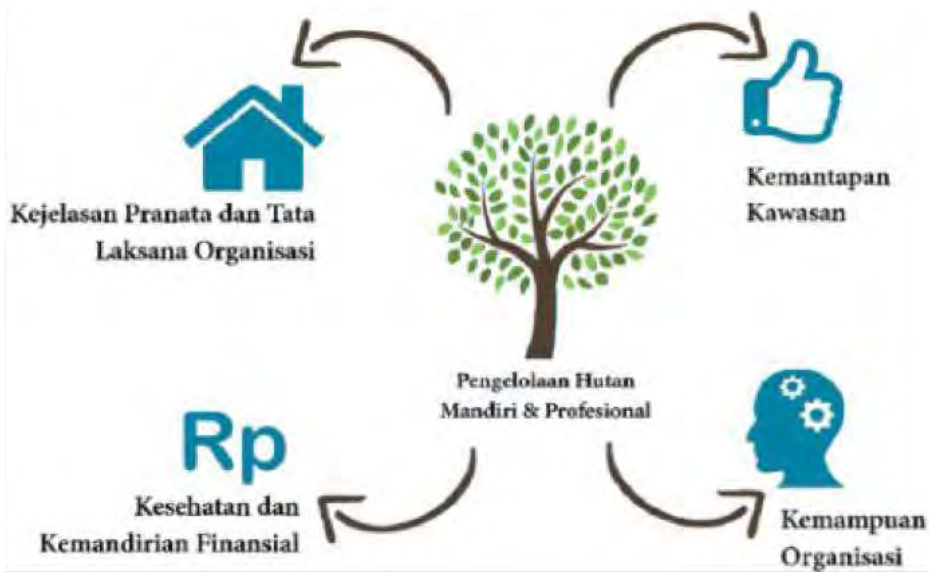 Kejelasan Pranata dan Tata
Laksana Organisasi
Kemantapan
Kawasan
Pengelolaan Hutan
Mandiri & Profesional
Rp
Kesehatan dan
Kemandirian Finansial
Kemampuan
Organisasi